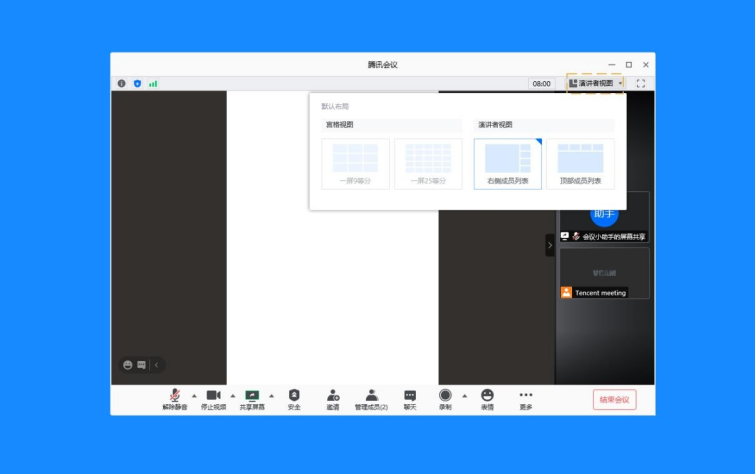 腾讯会议
08:00
演讲者视图
默认布局
宫格视图
演讲者视图
一屏9等分
一屏25等分
右侧成员列表
顶部成员列表
助手
会议小助手的屏幕共享
VCAM
Tencent meeting
解除静音
停止视频
共享屏幕
安全
邀请
管理成员(2)
聊天
录制
表情
更多
结束会议